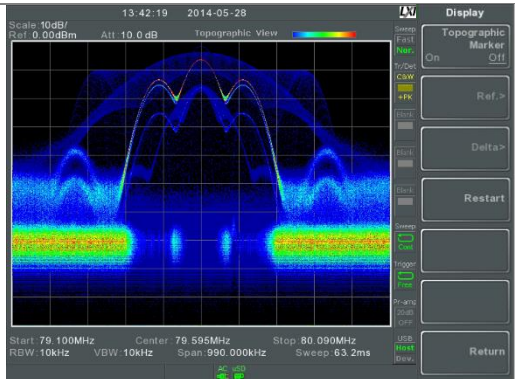 13:42:19 2014-05-28
LXI
Display
Scale:10dB/
Ref:0.00dBm Att:10.0 dB Topographic View
Sweep
Fast
Nor.
Tr/Det
C&W
+PK
Blank
Blank
Blank
Sweep
Cont
Trigger
Free
Pr-amp
20dB
OFF
USB
Host
Dev.
Topographic
Marker
On Off
Ref.>
Delta>
Restart
Return
Start:79.100MHz Center:79.595MHz Stop:80.090MHz
RBW:10kHz VBW:10kHz Span:990.000kHz Sweep:63.2ms
AC uSD